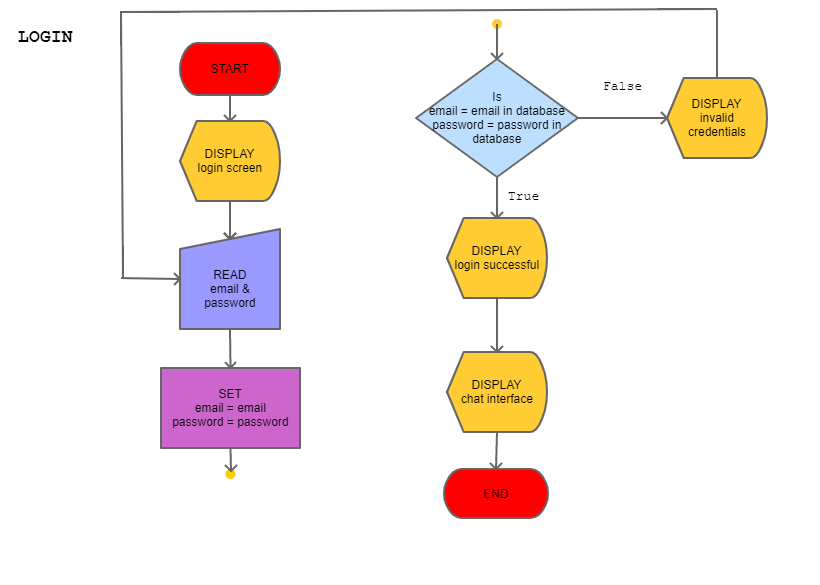 LOGIN
START
DISPLAY
login screen
READ
email &
password
SET
email = email
password = password
Is
email = email in database
password = password in
database
False
DISPLAY
invalid
credentials
True
DISPLAY
login successful
DISPLAY
chat interface
END